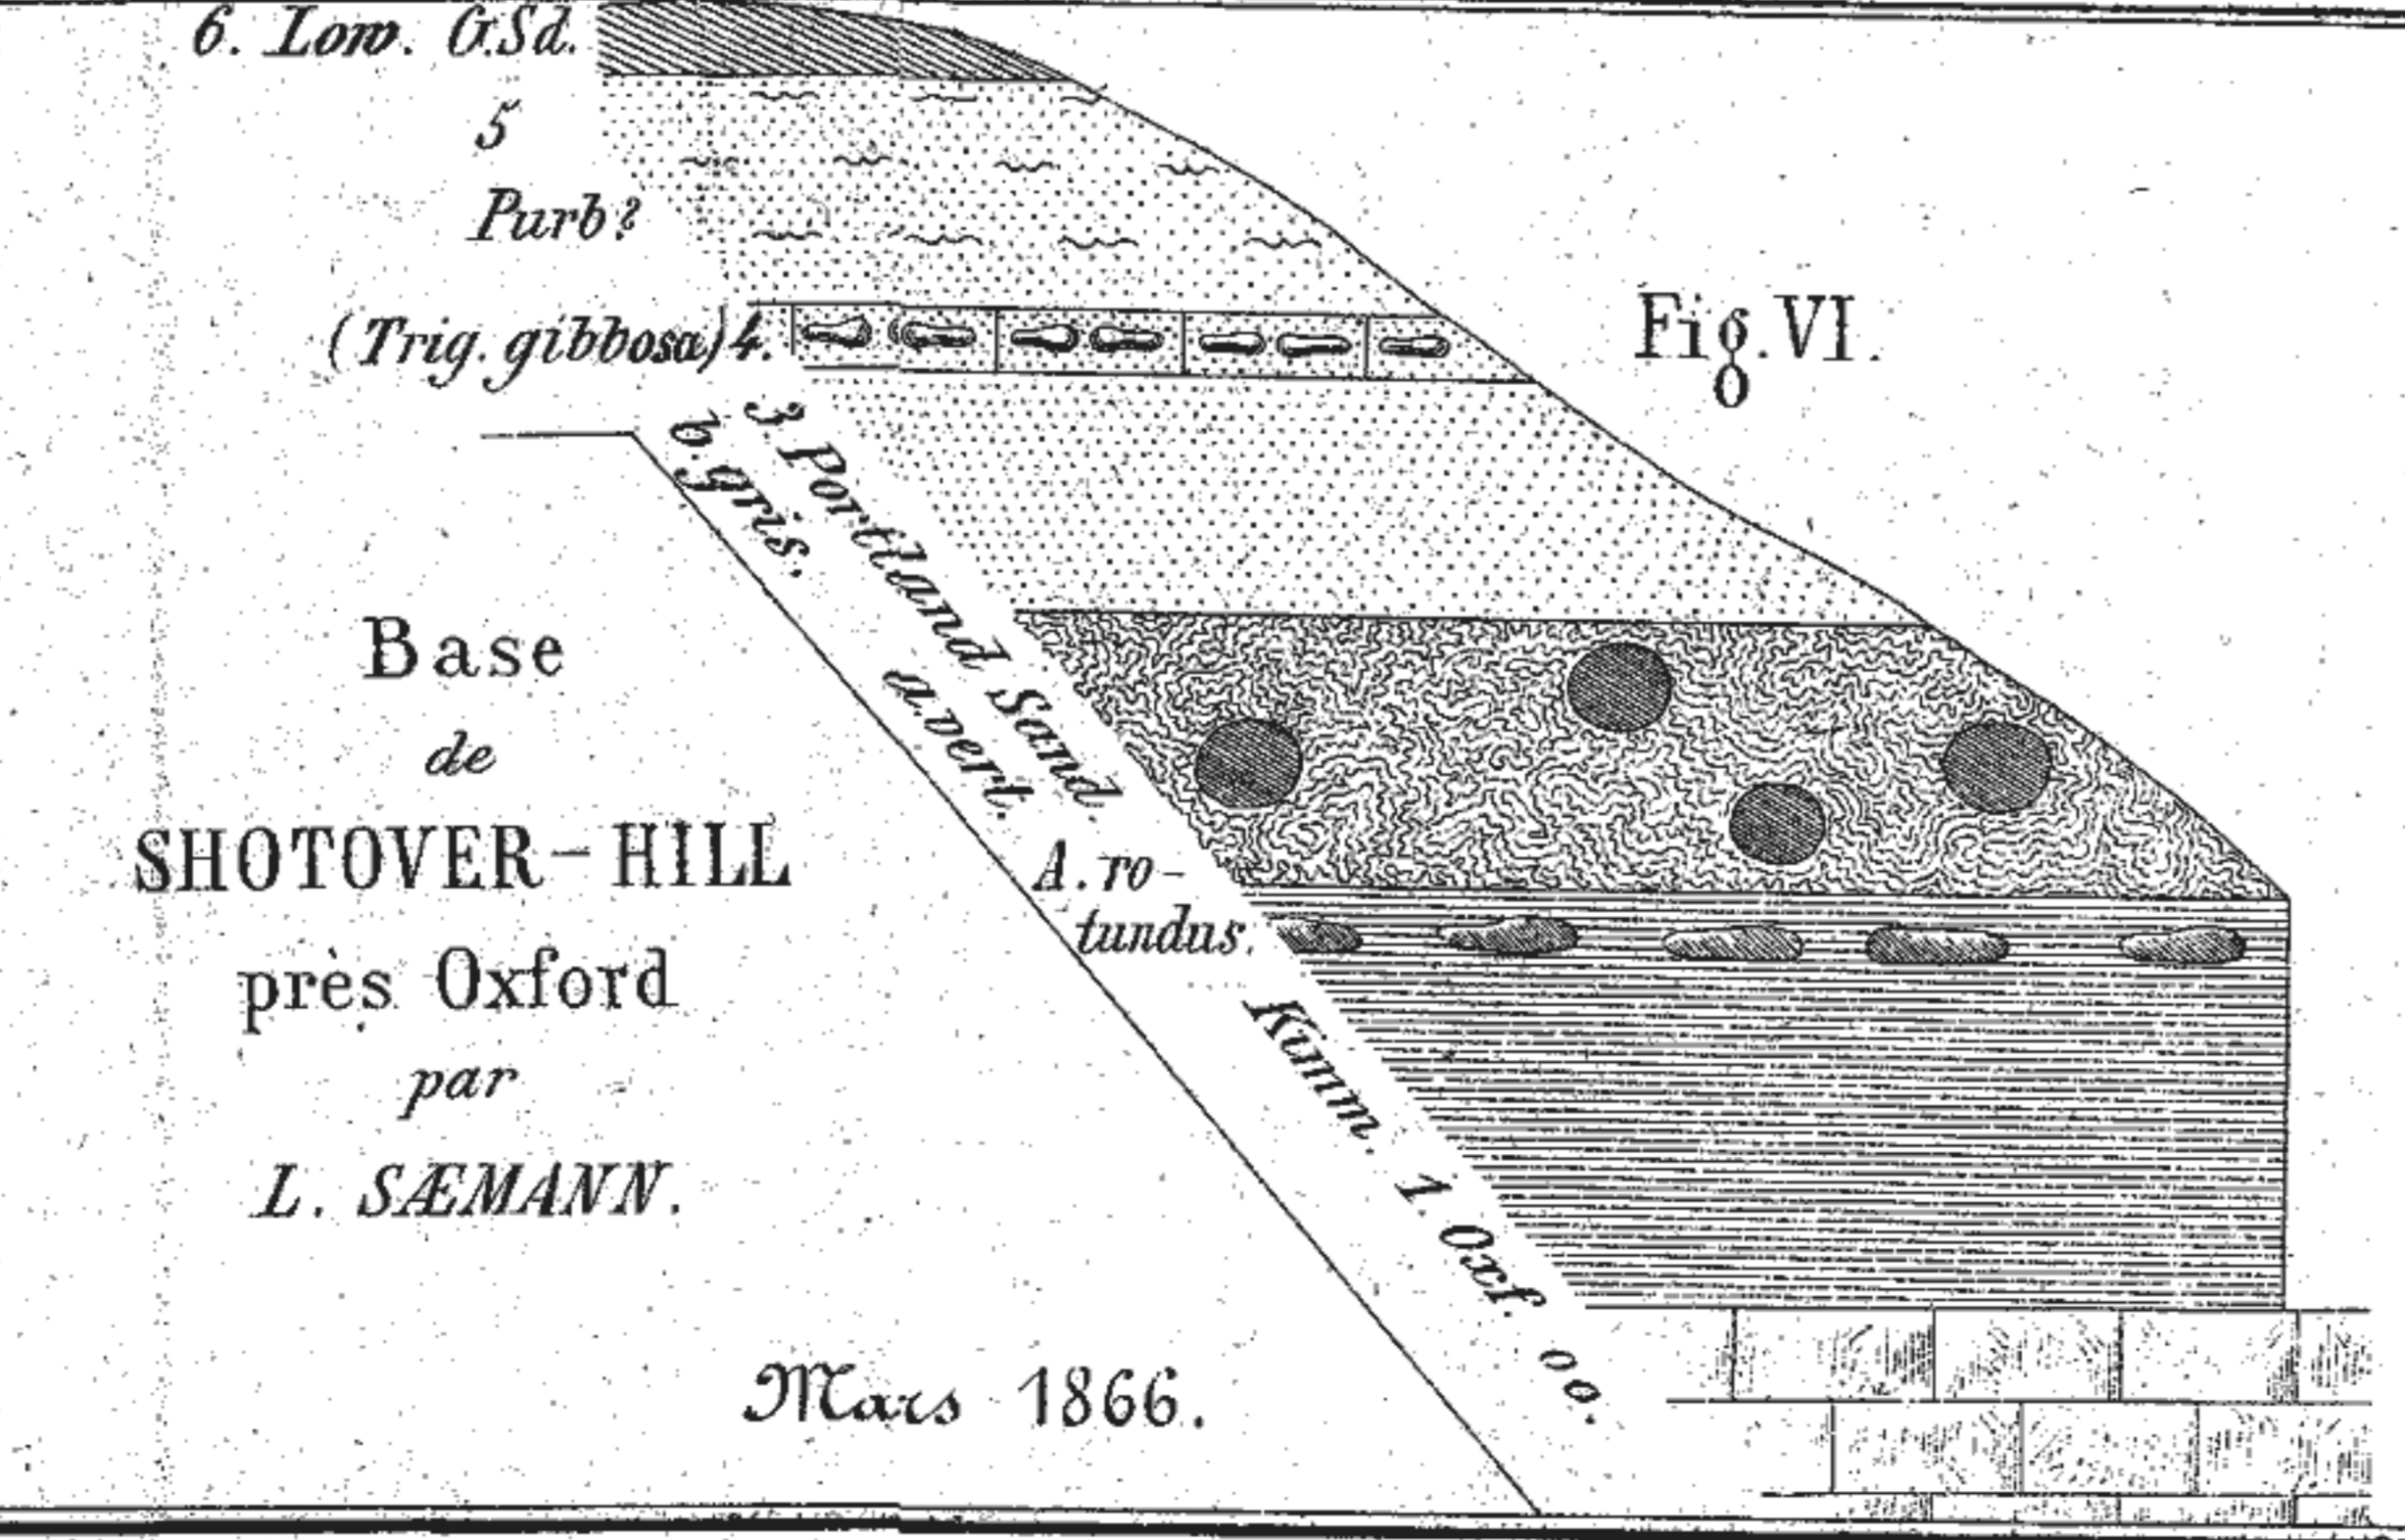 6. Low. G.Sd.
5
Purb?
(Trig. gibbosa) 4.
Fig. VI.
3. Portland Sand.
b. gris. a. vert.
A. ro-
tundus.
Kimm. 1. Oxf. oo.
Base
de
SHOTOVER-HILL
près Oxford
par
L. SÆMANN.
Mars 1866.